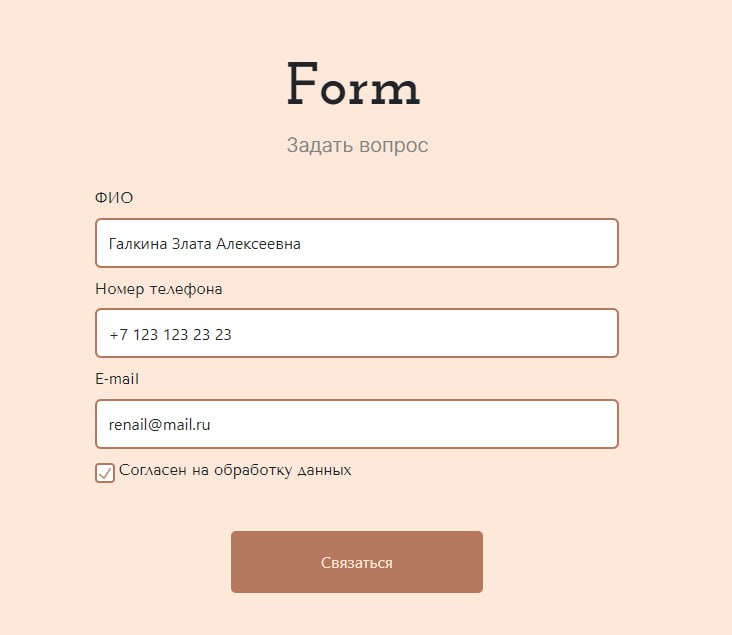 Form
Задать вопрос
ФИО
Галкина Злата Алексеевна
Номер телефона
+7 123 123 23 23
E-mail
renail@mail.ru
Согласен на обработку данных
Связаться